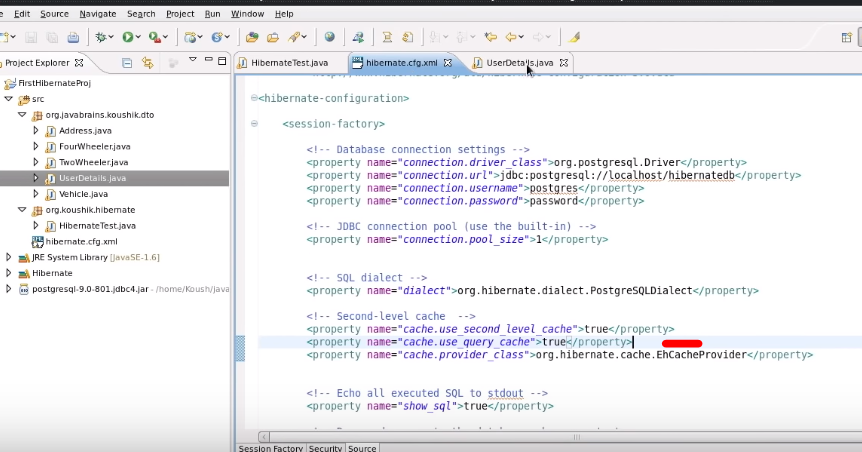 Edit Source Navigate Search Project Run Window Help
Project Explorer
HibernateTest.java hibernate.cfg.xml UserDetails.java
FirstHibernateProj
src
org.javabrains.koushik.dto
Address.java
FourWheeler.java
TwoWheeler.java
UserDetails.java
Vehicle.java
org.koushik.hibernate
HibernateTest.java
hibernate.cfg.xml
JRE System Library [JavaSE-1.6]
Hibernate
postgresql-9.0-801.jdbc4.jar - /home/Koush/java
<hibernate-configuration>
<session-factory>
<!-- Database connection settings -->
<property name="connection.driver_class">org.postgresql.Driver</property>
<property name="connection.url">jdbc:postgresql://localhost/hibernatedb</property>
<property name="connection.username">postgres</property>
<property name="connection.password">password</property>
<!-- JDBC connection pool (use the built-in) -->
<property name="connection.pool_size">1</property>
<!-- SQL dialect -->
<property name="dialect">org.hibernate.dialect.PostgreSQLDialect</property>
<!-- Second-level cache  -->
<property name="cache.use_second_level_cache">true</property>
<property name="cache.use_query_cache">true</property>
<property name="cache.provider_class">org.hibernate.cache.EhCacheProvider</property>
<!-- Echo all executed SQL to stdout -->
<property name="show_sql">true</property>
Session Factory Security Source